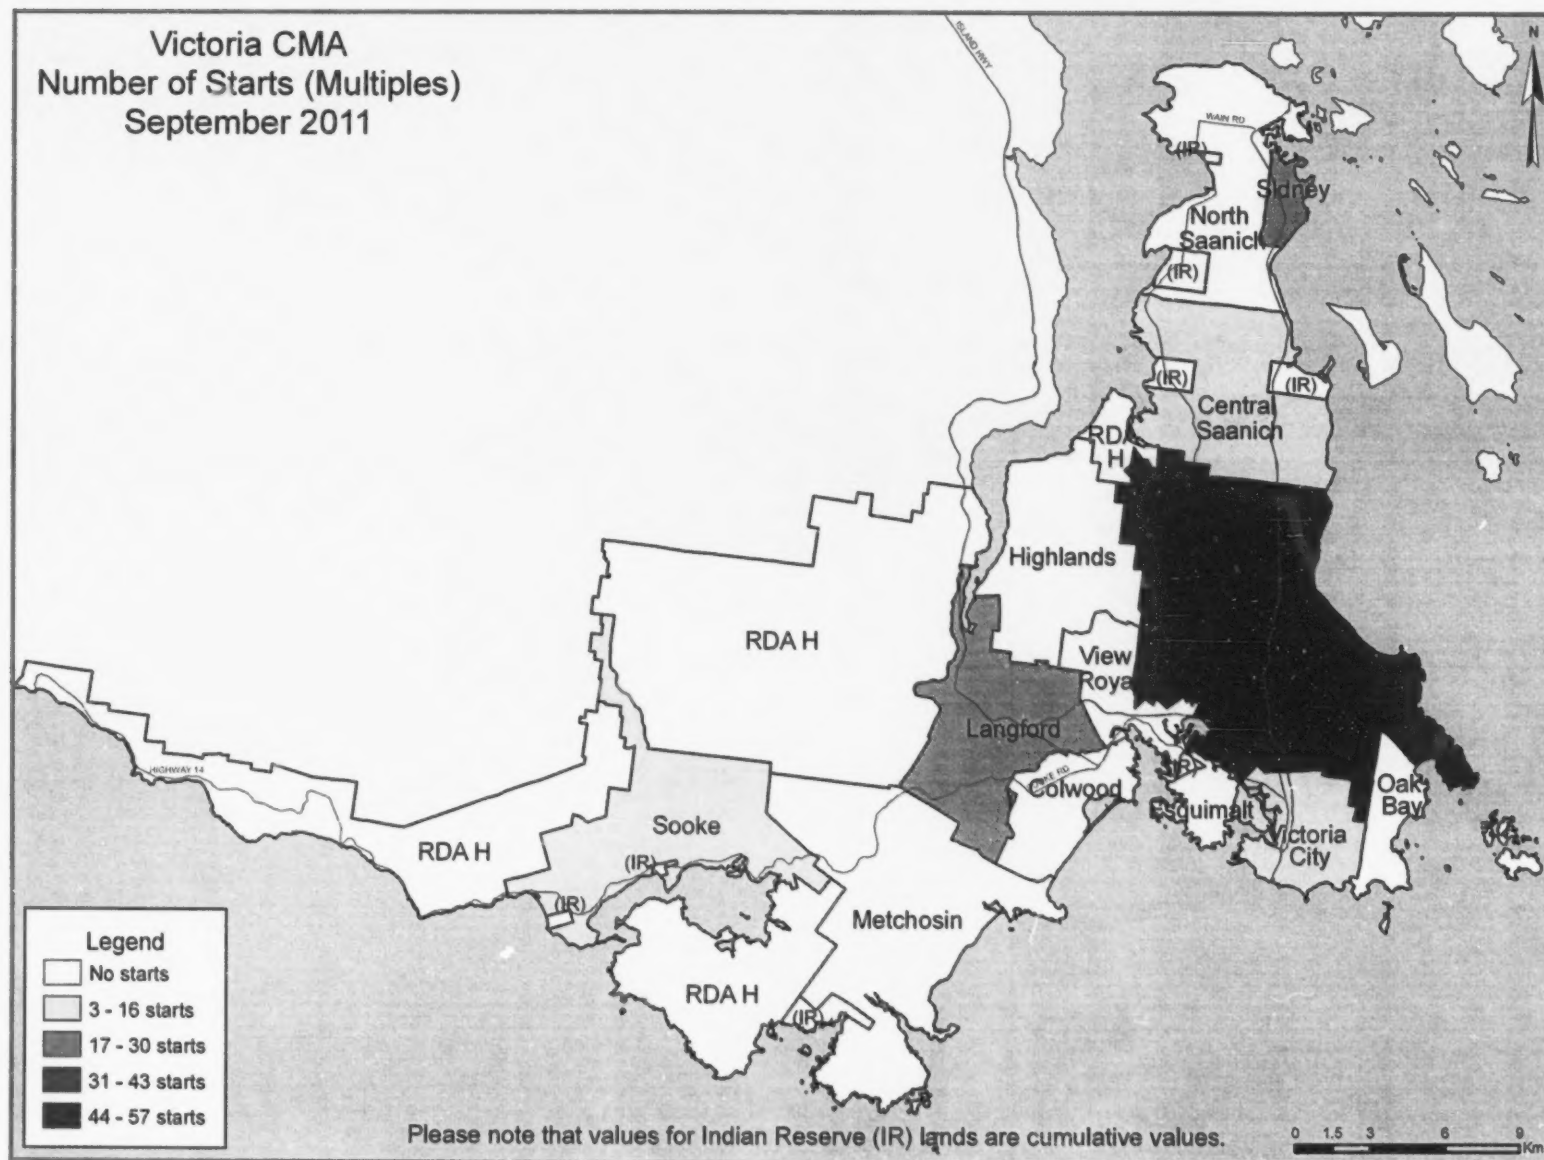 Victoria CMA
Number of Starts (Multiples)
September 2011
ISLAND HWY
N
WAIN RD
(IR)
Sidney
North
Saanich
(IR)
(IR)
(IR)
Central
Saanich
RDA
H
Highlands
RDA H
View
Royal
Langford
HIGHWAY 14
(IR)
Colwood
Oak
Bay
Esquimalt
Sooke
Victoria
City
RDA H
(IR)
(IR)
Metchosin
RDA H
(IR)
Legend
No starts
3 - 16 starts
17 - 30 starts
31 - 43 starts
44 - 57 starts
Please note that values for Indian Reserve (IR) lands are cumulative values.
0 1.5 3 6 9
Km